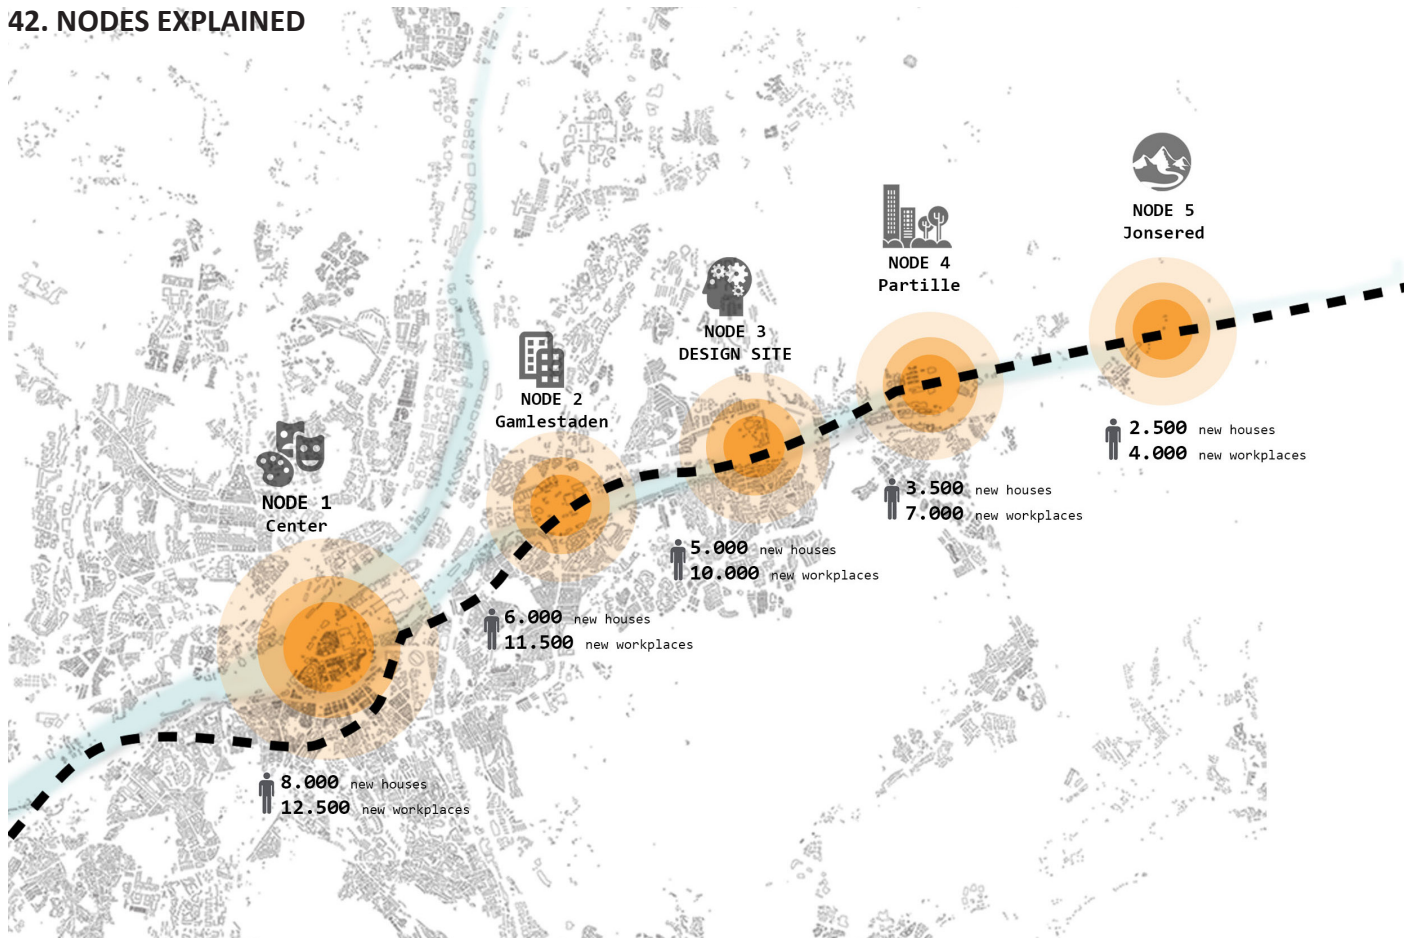 42. NODES EXPLAINED
NODE 5
Jonsered
NODE 4
Partille
NODE 3
DESIGN SITE
NODE 2
Gamlestaden
NODE 1
Center
2.500 new houses
4.000 new workplaces
3.500 new houses
7.000 new workplaces
5.000 new houses
10.000 new workplaces
6.000 new houses
11.500 new workplaces
8.000 new houses
12.500 new workplaces